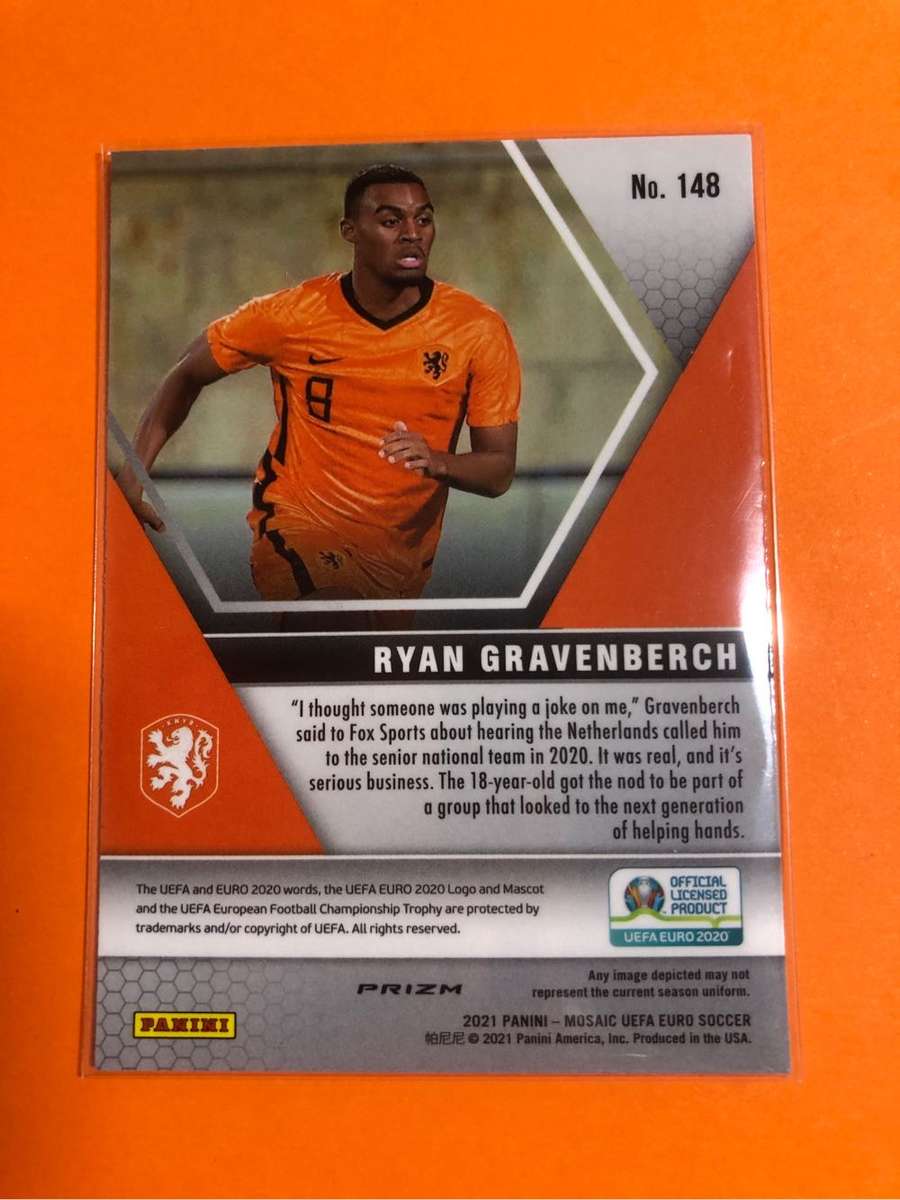 No. 148
8
RYAN GRAVENBERCH
“I thought someone was playing a joke on me,” Gravenberch
said to Fox Sports about hearing the Netherlands called him
to the senior national team in 2020. It was real, and it’s
serious business. The 18-year-old got the nod to be part of
a group that looked to the next generation
of helping hands.
KNVB
The UEFA and EURO 2020 words, the UEFA EURO 2020 Logo and Mascot
and the UEFA European Football Championship Trophy are protected by
trademarks and/or copyright of UEFA. All rights reserved.
OFFICIAL
LICENSED
PRODUCT
UEFA EURO 2020
Any image depicted may not
represent the current season uniform.
PRIZM
PANINI
2021 PANINI – MOSAIC UEFA EURO SOCCER
帕尼尼 © 2021 Panini America, Inc. Produced in the USA.